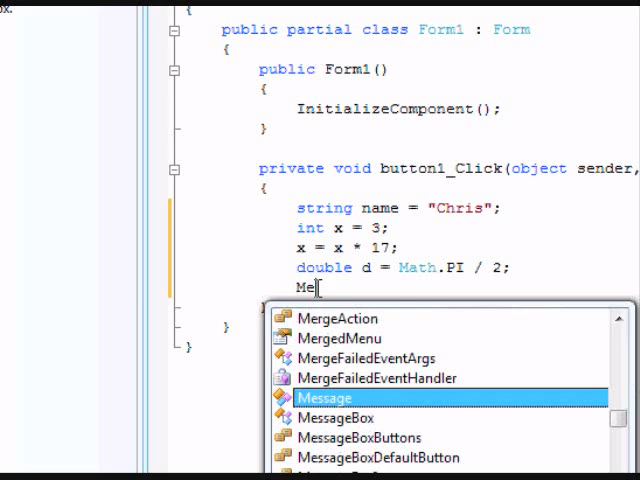 ox.
{
public partial class Form1 : Form
{
public Form1()
{
InitializeComponent();
}
private void button1_Click(object sender,
{
string name = "Chris";
int x = 3;
x = x * 17;
double d = Math.PI / 2;
Me
}
}
}
MergeAction
MergedMenu
MergeFailedEventArgs
MergeFailedEventHandler
Message
MessageBox
MessageBoxButtons
MessageBoxDefaultButton